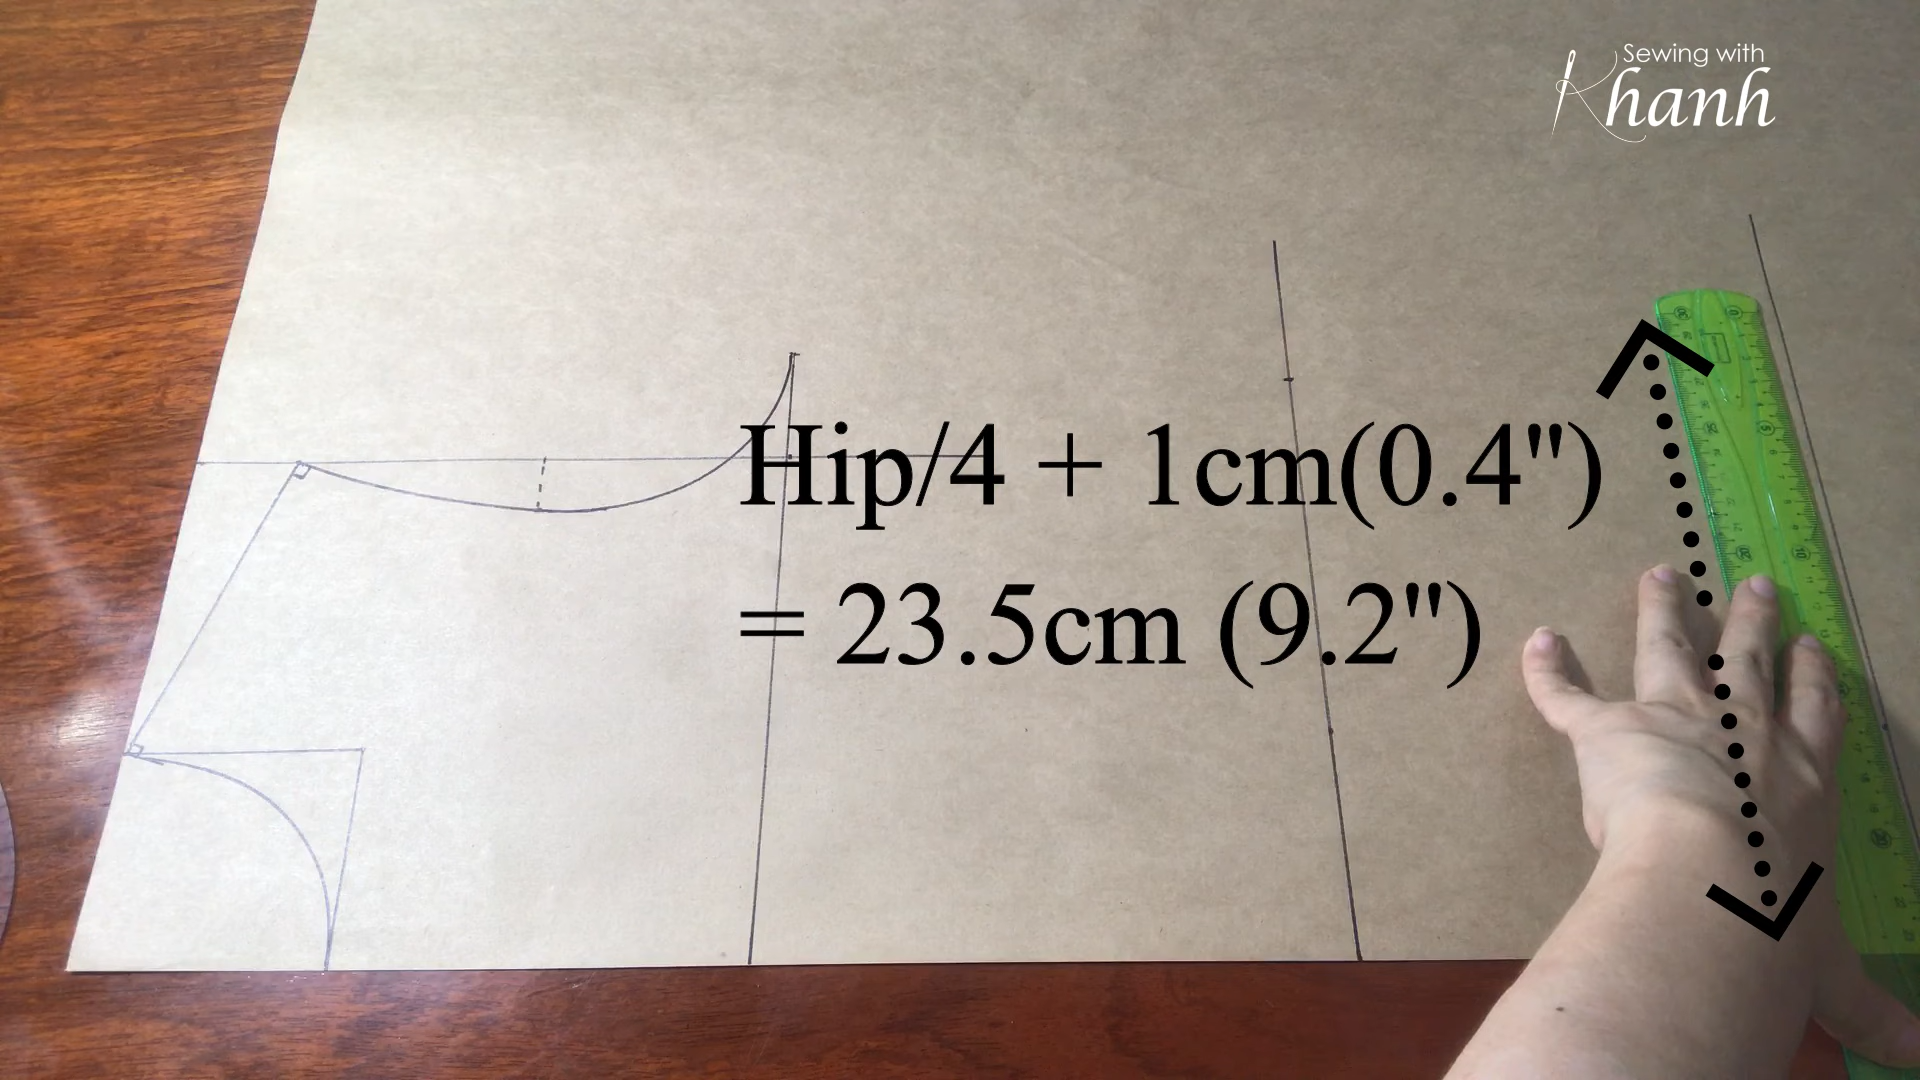 Sewing with
Khanh
Hip/4 + 1cm(0.4")
= 23.5cm (9.2")